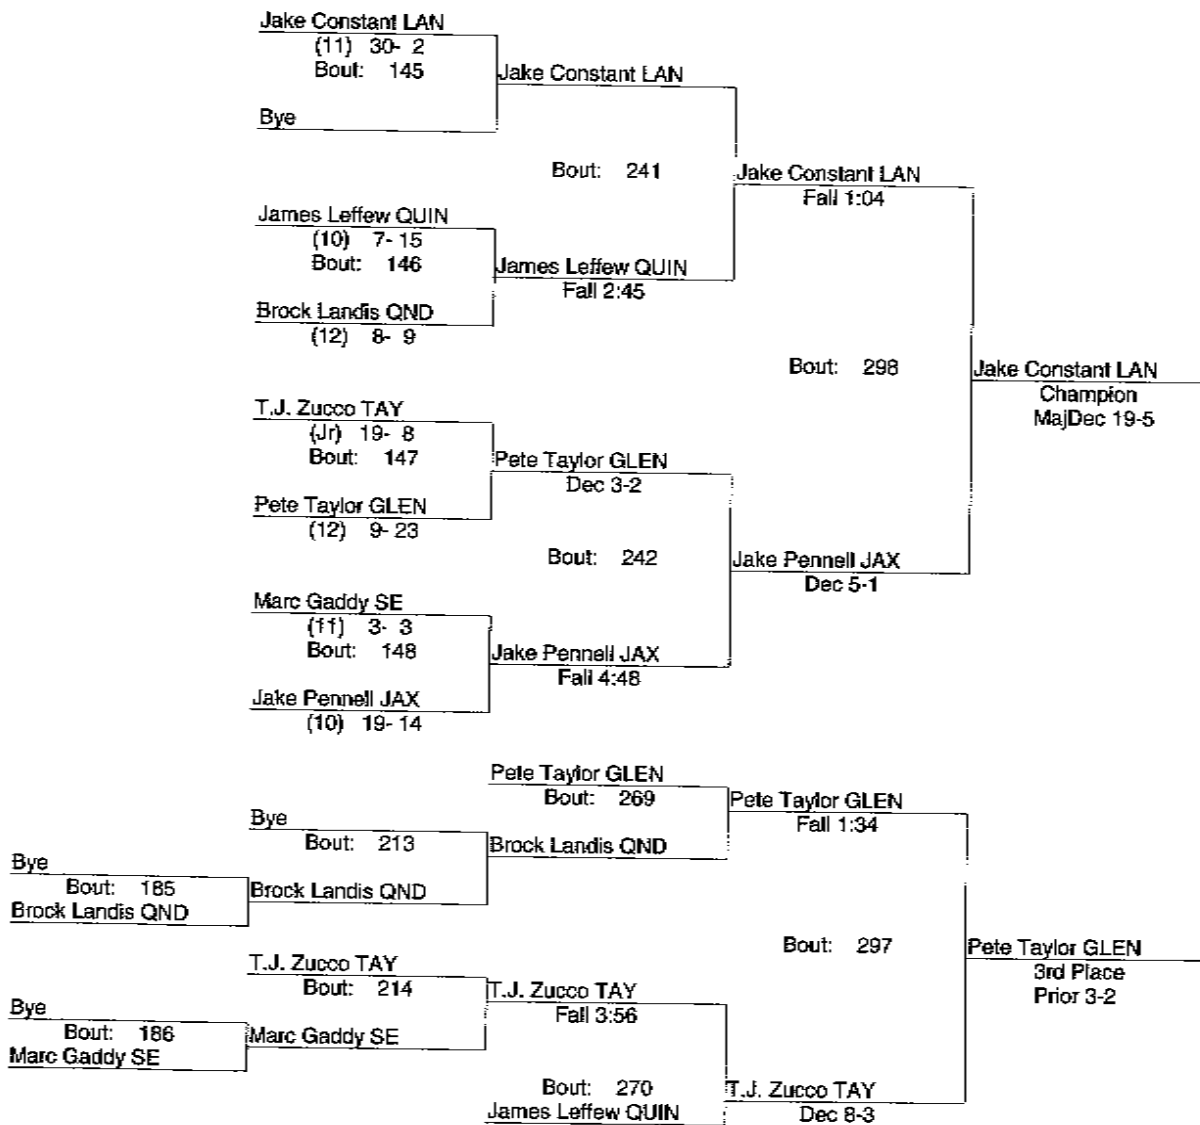 Jake Constant LAN
(11) 30- 2
Bout: 145
Jake Constant LAN
Bye
Bout: 241
Jake Constant LAN
Fall 1:04
James Leffew QUIN
(10) 7- 15
Bout: 146
James Leffew QUIN
Fall 2:45
Brock Landis QND
(12) 8- 9
Bout: 298
Jake Constant LAN
Champion
MajDec 19-5
T.J. Zucco TAY
(Jr) 19- 8
Bout: 147
Pete Taylor GLEN
Dec 3-2
Pete Taylor GLEN
(12) 9- 23
Bout: 242
Jake Pennell JAX
Dec 5-1
Marc Gaddy SE
(11) 3- 3
Bout: 148
Jake Pennell JAX
Fall 4:48
Jake Pennell JAX
(10) 19- 14
Pete Taylor GLEN
Bout: 269
Pete Taylor GLEN
Fall 1:34
Bye
Bout: 213
Brock Landis QND
Bye
Bout: 185
Brock Landis QND
Brock Landis QND
Bout: 297
Pete Taylor GLEN
3rd Place
Prior 3-2
T.J. Zucco TAY
Bout: 214
T.J. Zucco TAY
Fall 3:56
Bye
Bout: 186
Marc Gaddy SE
Marc Gaddy SE
Bout: 270
James Leffew QUIN
T.J. Zucco TAY
Dec 8-3